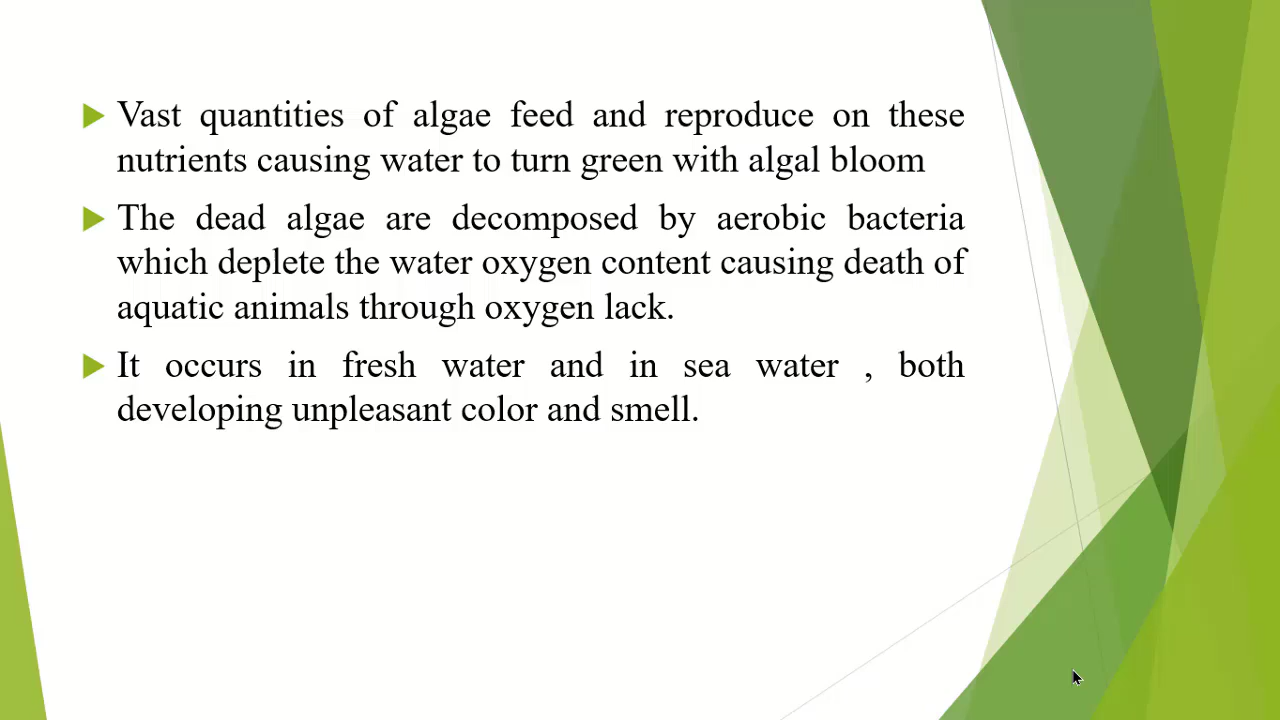 Vast quantities of algae feed and reproduce on these
nutrients causing water to turn green with algal bloom
The dead algae are decomposed by aerobic bacteria
which deplete the water oxygen content causing death of
aquatic animals through oxygen lack.
It occurs in fresh water and in sea water , both
developing unpleasant color and smell.